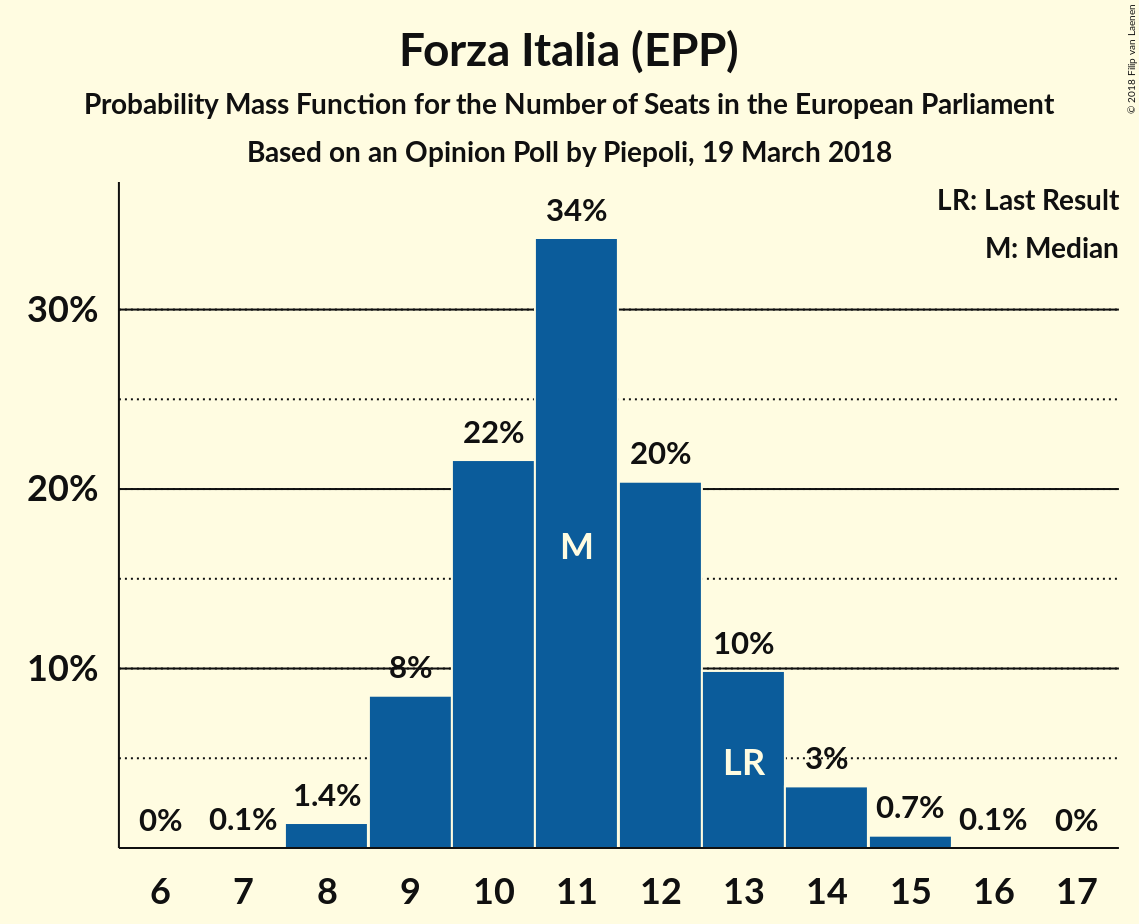 Forza Italia (EPP)
Probability Mass Function for the Number of Seats in the European Parliament
Based on an Opinion Poll by Piepoli, 19 March 2018
© 2018 Filip van Laenen
LR: Last Result
M: Median
34%
30%
22%
20%
20%
M
10%
8%
10%
LR
3%
1.4%
0.7%
0%
0.1%
0.1%
0%
6 7 8 9 10 11 12 13 14 15 16 17